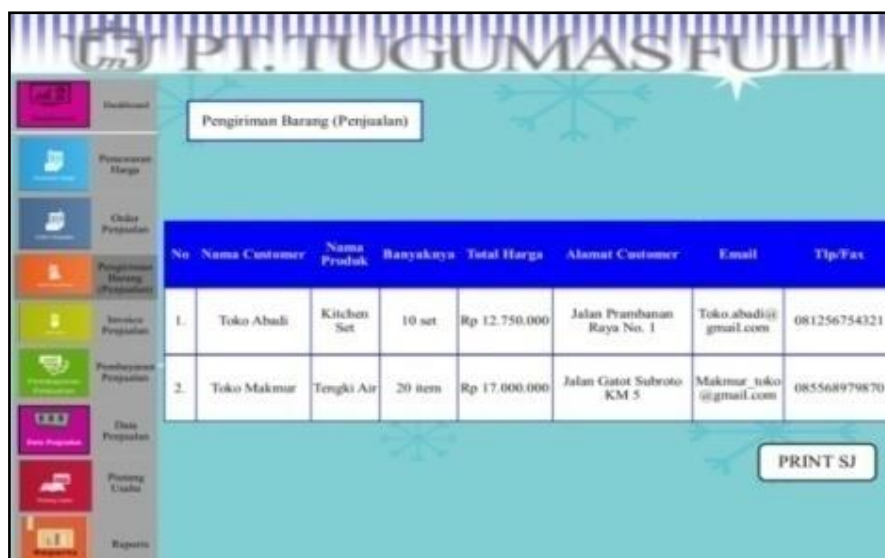 PT. TUGUMAS FULI
Dashboard
Penawaran
Harga
Order
Penjualan
Pengiriman
Barang
(Penjualan)
Invoice
Penjualan
Pembayaran
Penjualan
Data
Penjualan
Piutang
Usaha
Reports
Pengiriman Barang (Penjualan)
No Nama Customer Nama Produk Banyaknya Total Harga Alamat Customer Email Tlp/Fax
1. Toko Abadi Kitchen Set 10 set Rp 12.750.000 Jalan Prambanan Raya No. 1 Toko.abadi@gmail.com 081256754321
2. Toko Makmur Tengki Air 20 item Rp 17.000.000 Jalan Gatot Subroto KM 5 Makmur_toko@gmail.com 085568979870
PRINT SJ